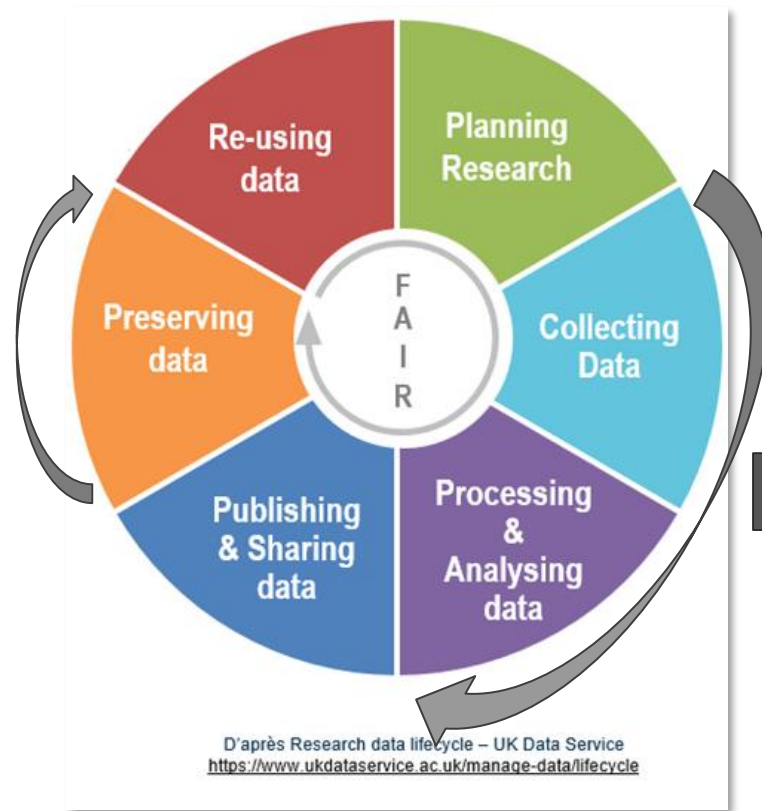 Re-using
data
Planning
Research
Preserving
data
F
A
I
R
Collecting
Data
Publishing
& Sharing
data
Processing
&
Analysing
data
D'après Research data lifecycle – UK Data Service
https://www.ukdataservice.ac.uk/manage-data/lifecycle